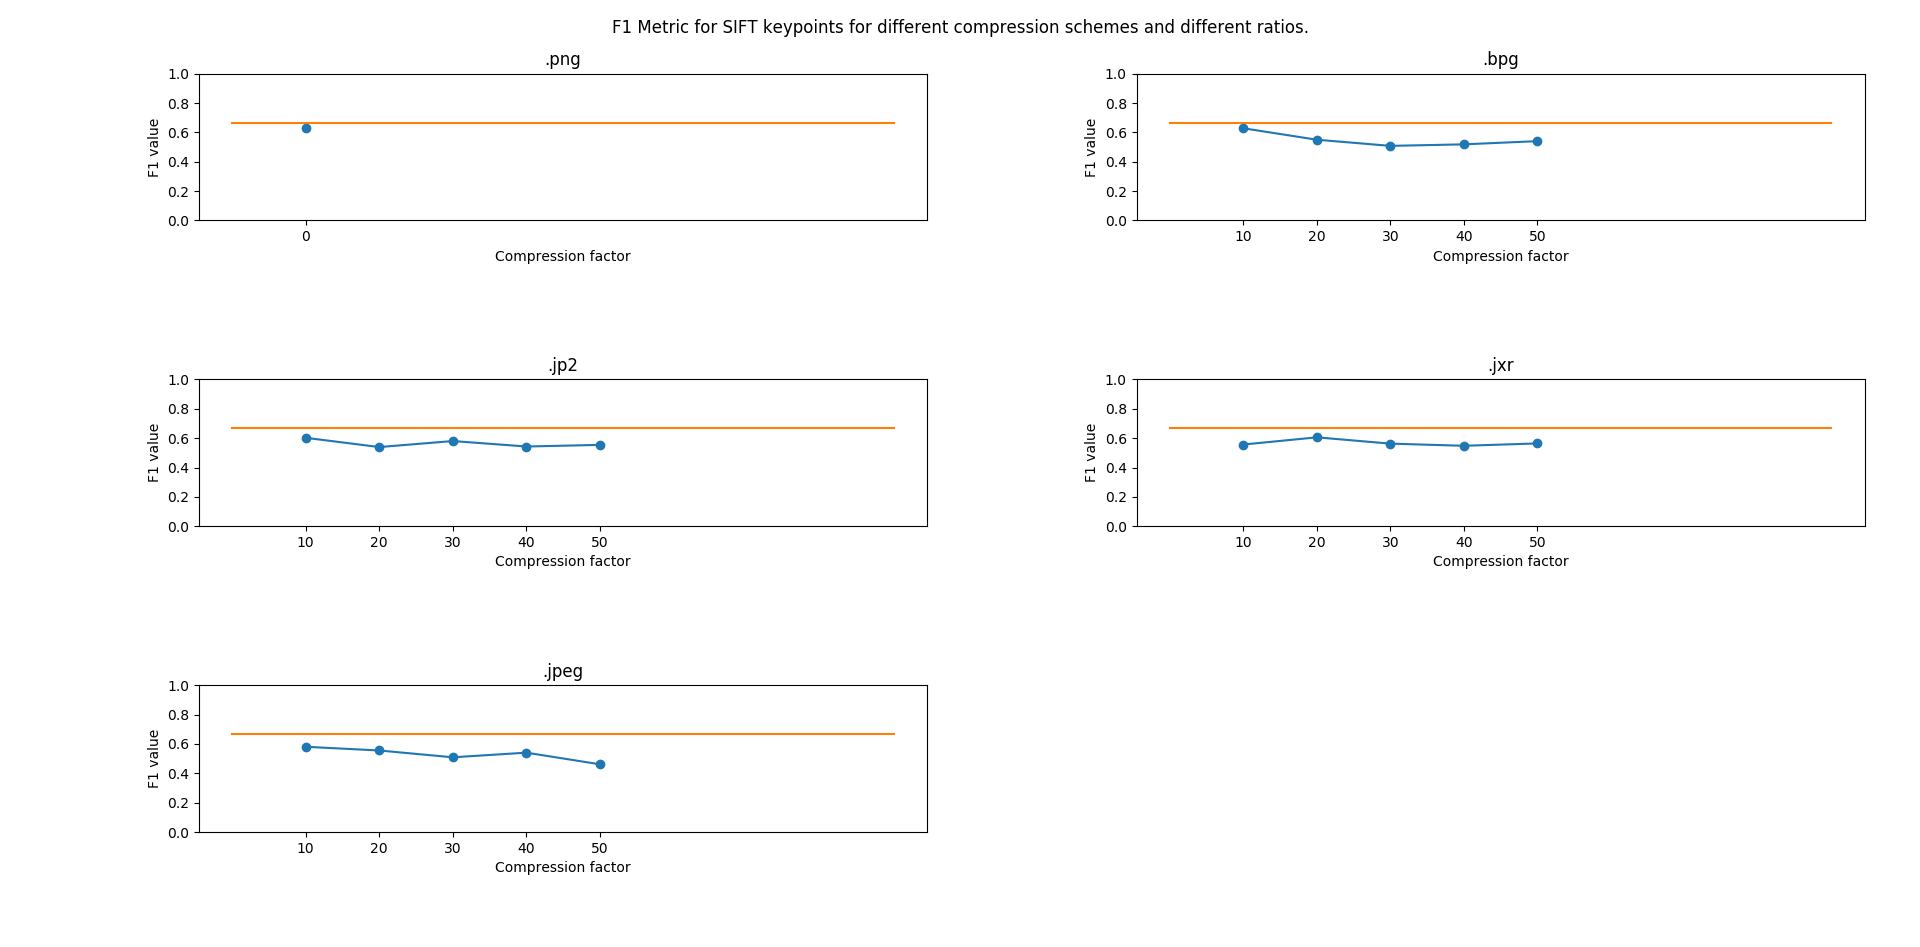 F1 Metric for SIFT keypoints for different compression schemes and different ratios.
.png
1.0
0.8
0.6
0.4
0.2
0.0
F1 value
0
Compression factor
.bpg
1.0
0.8
0.6
0.4
0.2
0.0
F1 value
10 20 30 40 50
Compression factor
.jp2
1.0
0.8
0.6
0.4
0.2
0.0
F1 value
10 20 30 40 50
Compression factor
.jxr
1.0
0.8
0.6
0.4
0.2
0.0
F1 value
10 20 30 40 50
Compression factor
.jpeg
1.0
0.8
0.6
0.4
0.2
0.0
F1 value
10 20 30 40 50
Compression factor